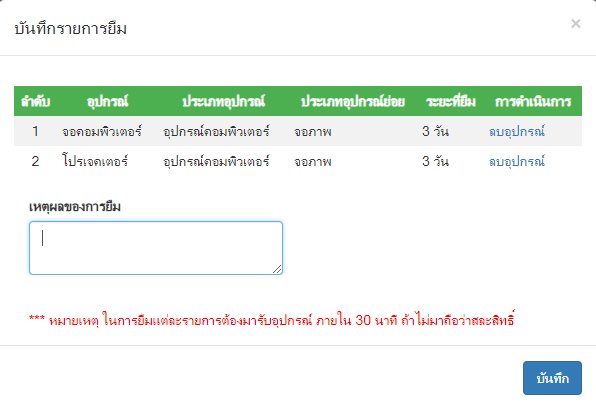 บันทึกรายการยืม ×
ลำดับ อุปกรณ์ ประเภทอุปกรณ์ ประเภทอุปกรณ์ย่อย ระยะที่ยืม การดำเนินการ
1 จอคอมพิวเตอร์ อุปกรณ์คอมพิวเตอร์ จอภาพ 3 วัน ลบอุปกรณ์
2 โปรเจคเตอร์ อุปกรณ์คอมพิวเตอร์ จอภาพ 3 วัน ลบอุปกรณ์
เหตุผลของการยืม
*** หมายเหตุ ในการยืมแต่ละรายการต้องมารับอุปกรณ์ ภายใน 30 นาที ถ้าไม่มาถือว่าสละสิทธิ์
บันทึก